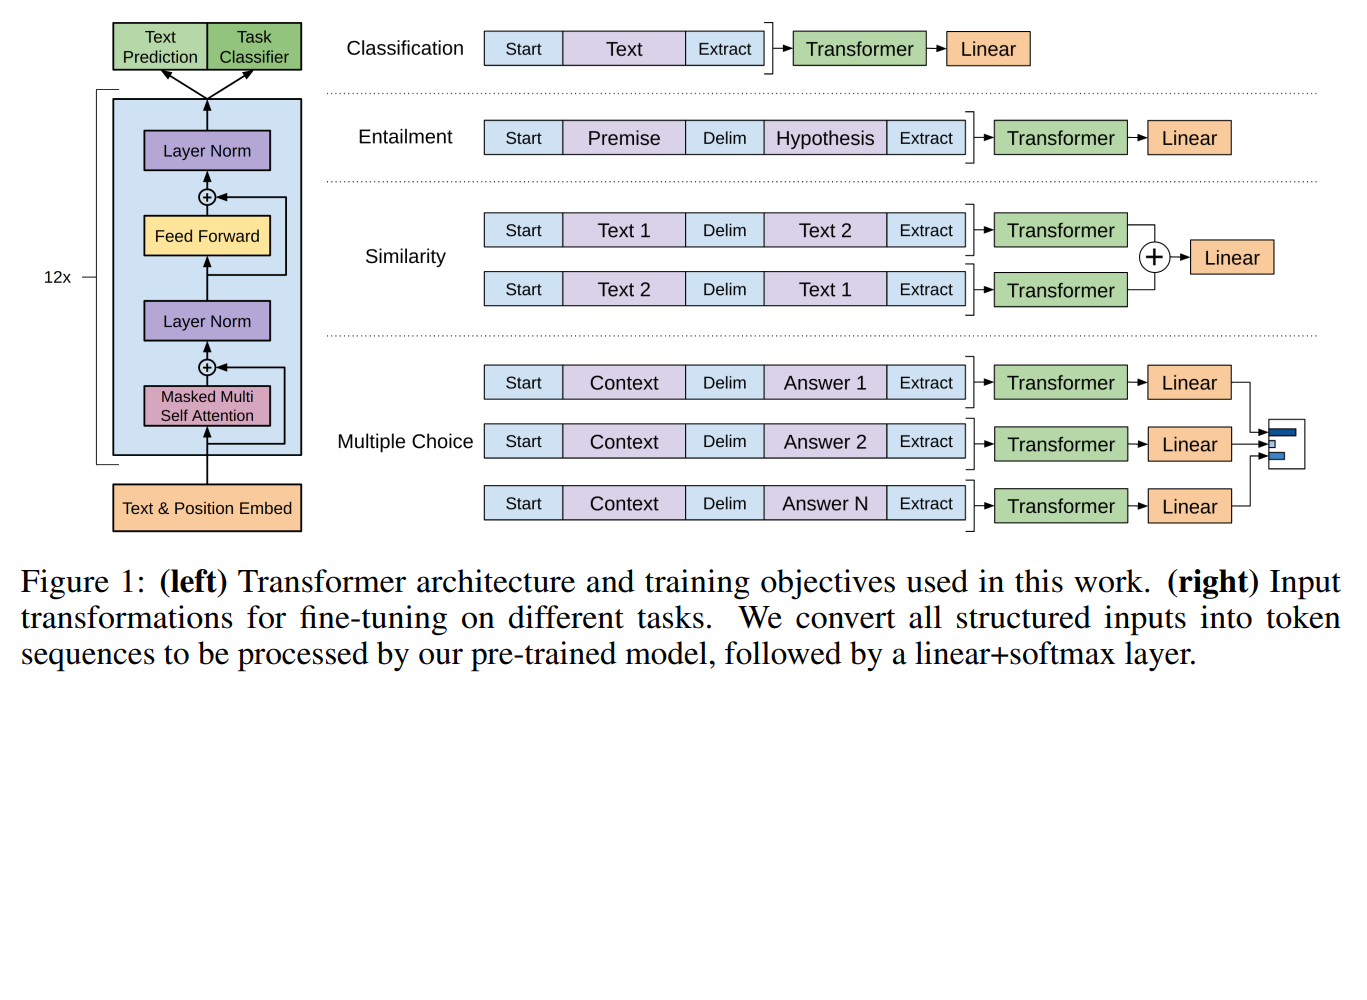 Text
Prediction
Task
Classifier
12x
Layer Norm
+
Feed Forward
Layer Norm
+
Masked Multi
Self Attention
Text & Position Embed
Classification
Start Text Extract Transformer Linear
Entailment
Start Premise Delim Hypothesis Extract Transformer Linear
Similarity
Start Text 1 Delim Text 2 Extract Transformer
Start Text 2 Delim Text 1 Extract Transformer
+
Linear
Multiple Choice
Start Context Delim Answer 1 Extract Transformer Linear
Start Context Delim Answer 2 Extract Transformer Linear
Start Context Delim Answer N Extract Transformer Linear
Figure 1: (left) Transformer architecture and training objectives used in this work. (right) Input
transformations for fine-tuning on different tasks. We convert all structured inputs into token
sequences to be processed by our pre-trained model, followed by a linear+softmax layer.